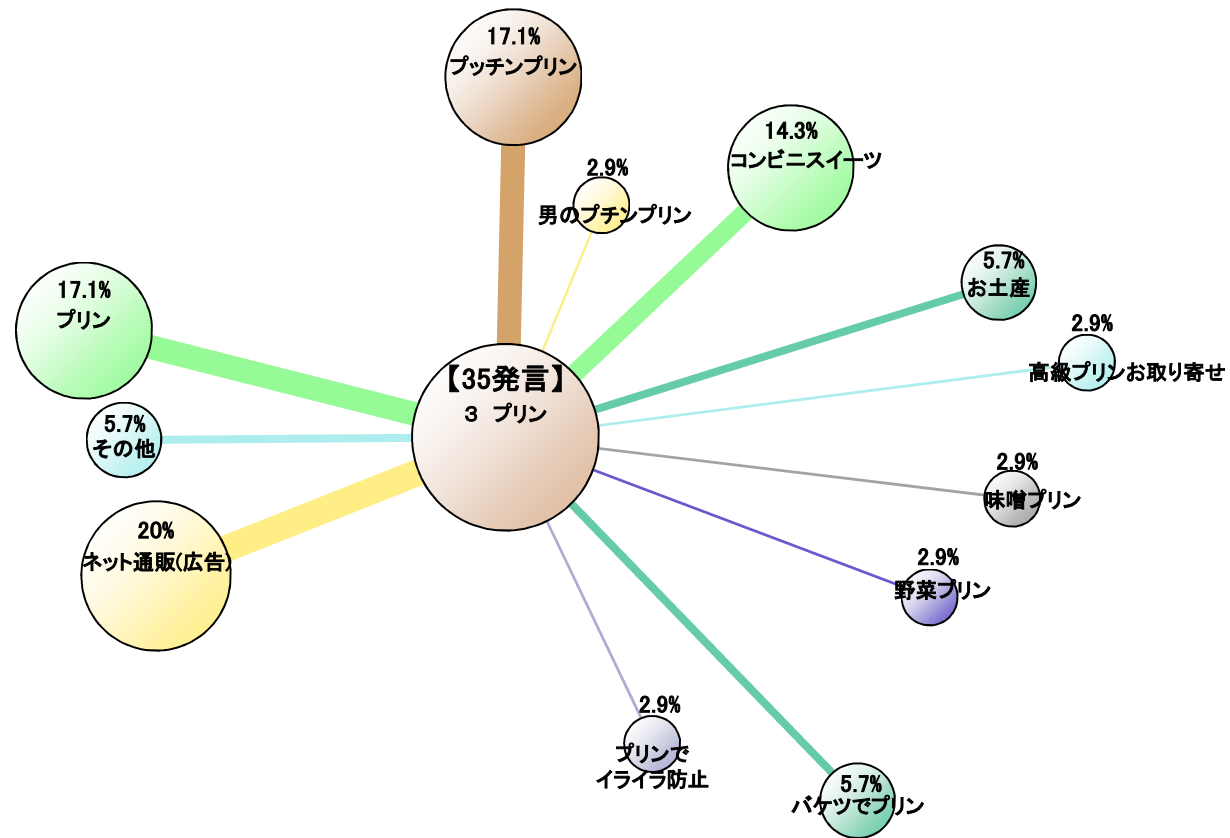 17.1%
プッチンプリン
14.3%
コンビニスイーツ
2.9%
男のプチンプリン
5.7%
お土産
17.1%
プリン
2.9%
高級プリンお取り寄せ
【35発言】
３　プリン
5.7%
その他
2.9%
味噌プリン
20%
ネット通販(広告)
2.9%
野菜プリン
2.9%
プリンで
イライラ防止
5.7%
バケツでプリン